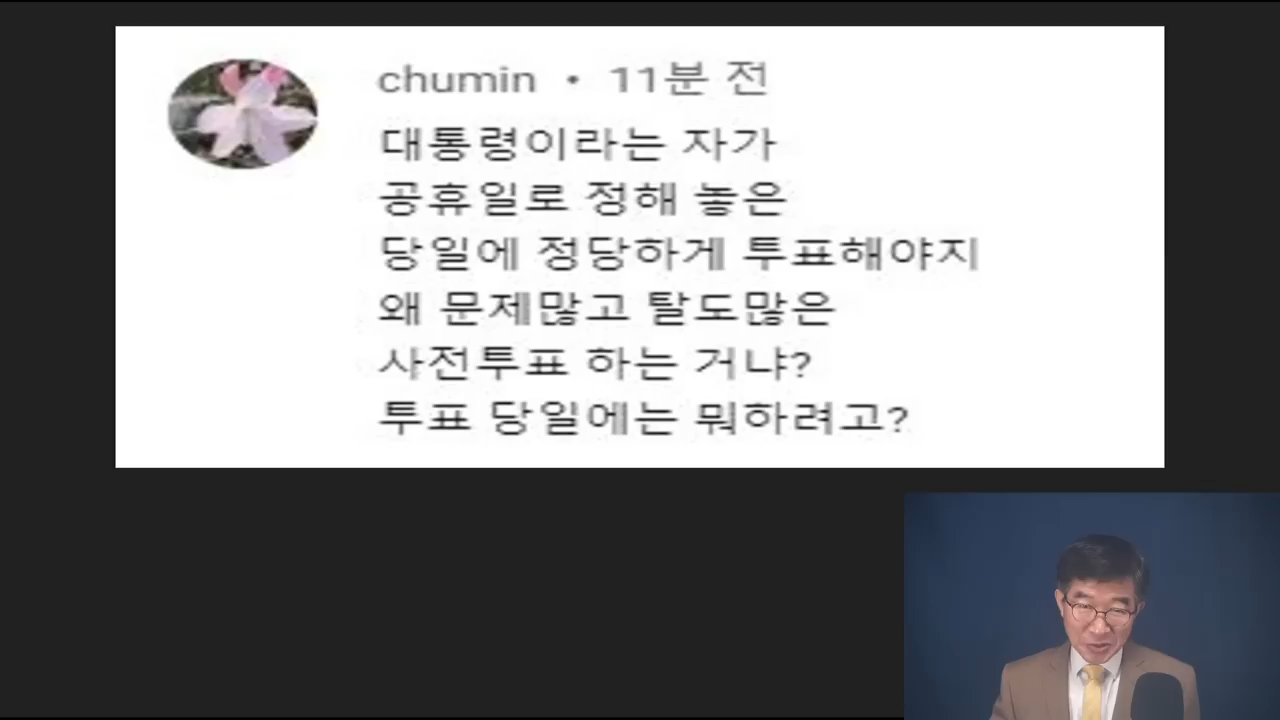 chumin • 11분 전
대통령이라는 자가
공휴일로 정해 놓은
당일에 정당하게 투표해야지
왜 문제많고 탈도많은
사전투표 하는 거냐?
투표 당일에는 뭐하려고?